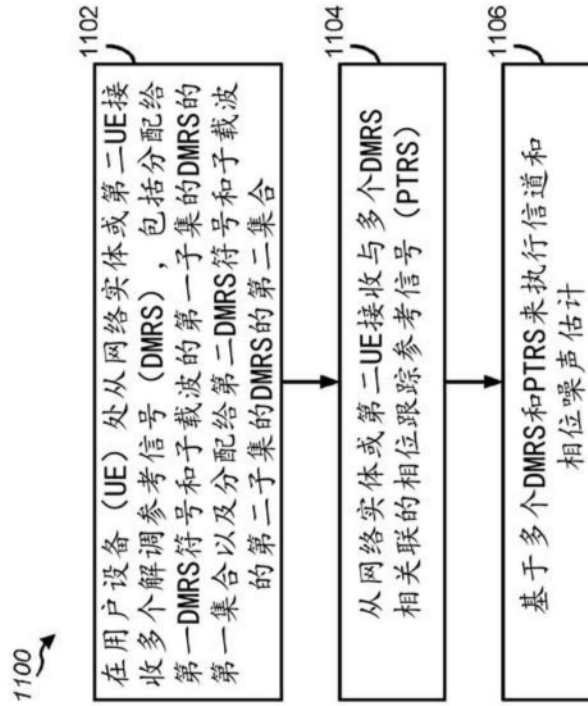 1100
1102
在用户设备（UE）处从网络实体或第二UE接
收多个解调参考信号（DMRS），包括分配给
第一DMRS符号和子载波的第一子集的DMRS的
第一集合以及分配给第二DMRS符号和子载波
的第二子集的DMRS的第二集合
1104
从网络实体或第二UE接收与多个DMRS
相关联的相位跟踪参考信号（PTRS）
1106
基于多个DMRS和PTRS来执行信道和
相位噪声估计